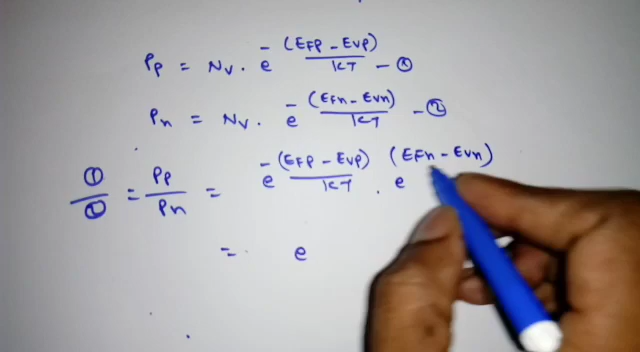 Pp = Nv. e^-(EFp - Evp)/KT - ①
Pn = Nv. e^-(EFn - Evn)/KT - ②
①/② = Pp/Pn = e^-(EFp - Evp)/KT . e^(EFn - Evn)
= e